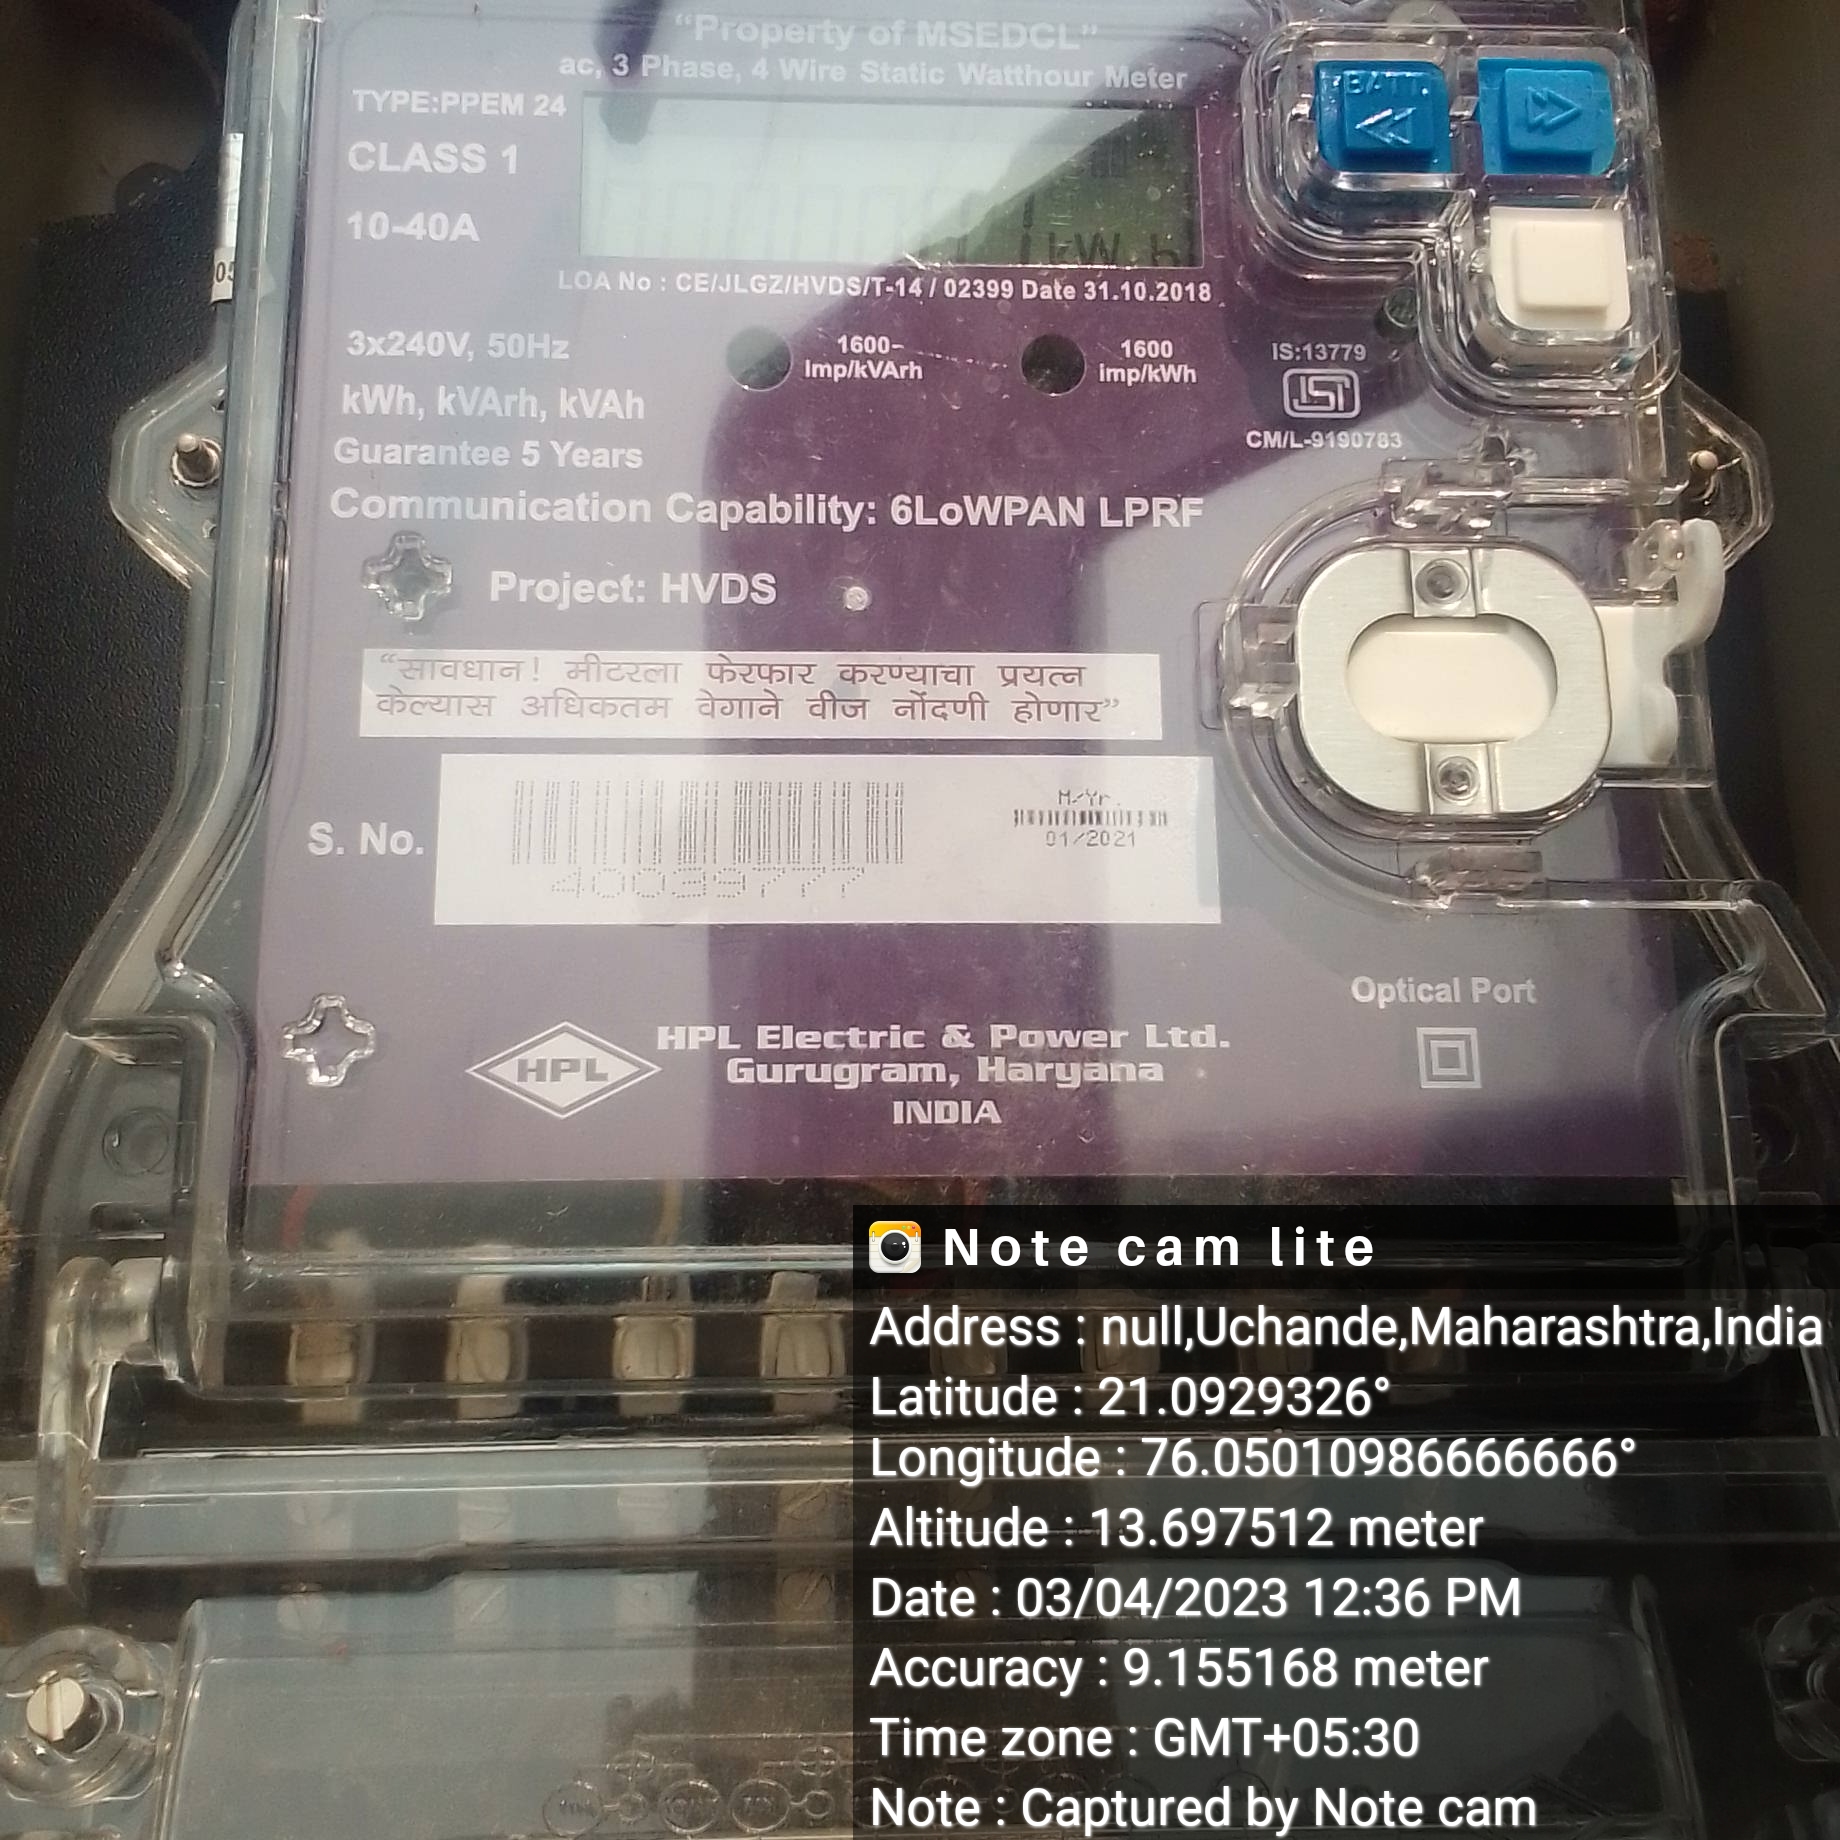 "Property of MSEDCL"
ac, 3 Phase, 4 Wire Static Watthour Meter
TYPE:PPEM 24
CLASS 1
10-40A
kW h
BATT.
LOA No : CE/JLGZ/HVDS/T-14 / 02399 Date 31.10.2018
3x240V, 50Hz
1600-
Imp/kVArh
1600
imp/kWh
IS:13779
ISI
CM/L-9190783
kWh, kVArh, kVAh
Guarantee 5 Years
Communication Capability: 6LoWPAN LPRF
Project: HVDS
“सावधान! मीटरला फेरफार करण्याचा प्रयत्न
केल्यास अधिकतम वेगाने वीज नोंदणी होणार”
S. No.
40039777
M/Yr.
01/2021
Optical Port
HPL
HPL Electric & Power Ltd.
Gurugram, Haryana
INDIA
Note cam lite
Address : null,Uchande,Maharashtra,India
Latitude : 21.0929326°
Longitude : 76.05010986666666°
Altitude : 13.697512 meter
Date : 03/04/2023 12:36 PM
Accuracy : 9.155168 meter
Time zone : GMT+05:30
Note : Captured by Note cam